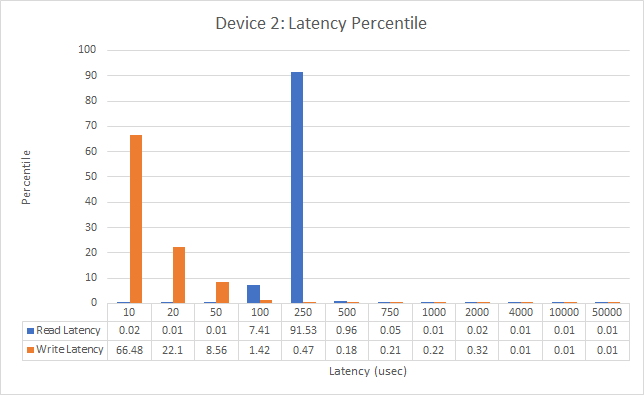 Device 2: Latency Percentile
100
90
80
70
60
50
40
30
20
10
0
Percentile
10 20 50 100 250 500 750 1000 2000 4000 10000 50000
Read Latency 0.02 0.01 0.01 7.41 91.53 0.96 0.05 0.01 0.02 0.01 0.01 0.01
Write Latency 66.48 22.1 8.56 1.42 0.47 0.18 0.21 0.22 0.32 0.01 0.01 0.01
Latency (usec)